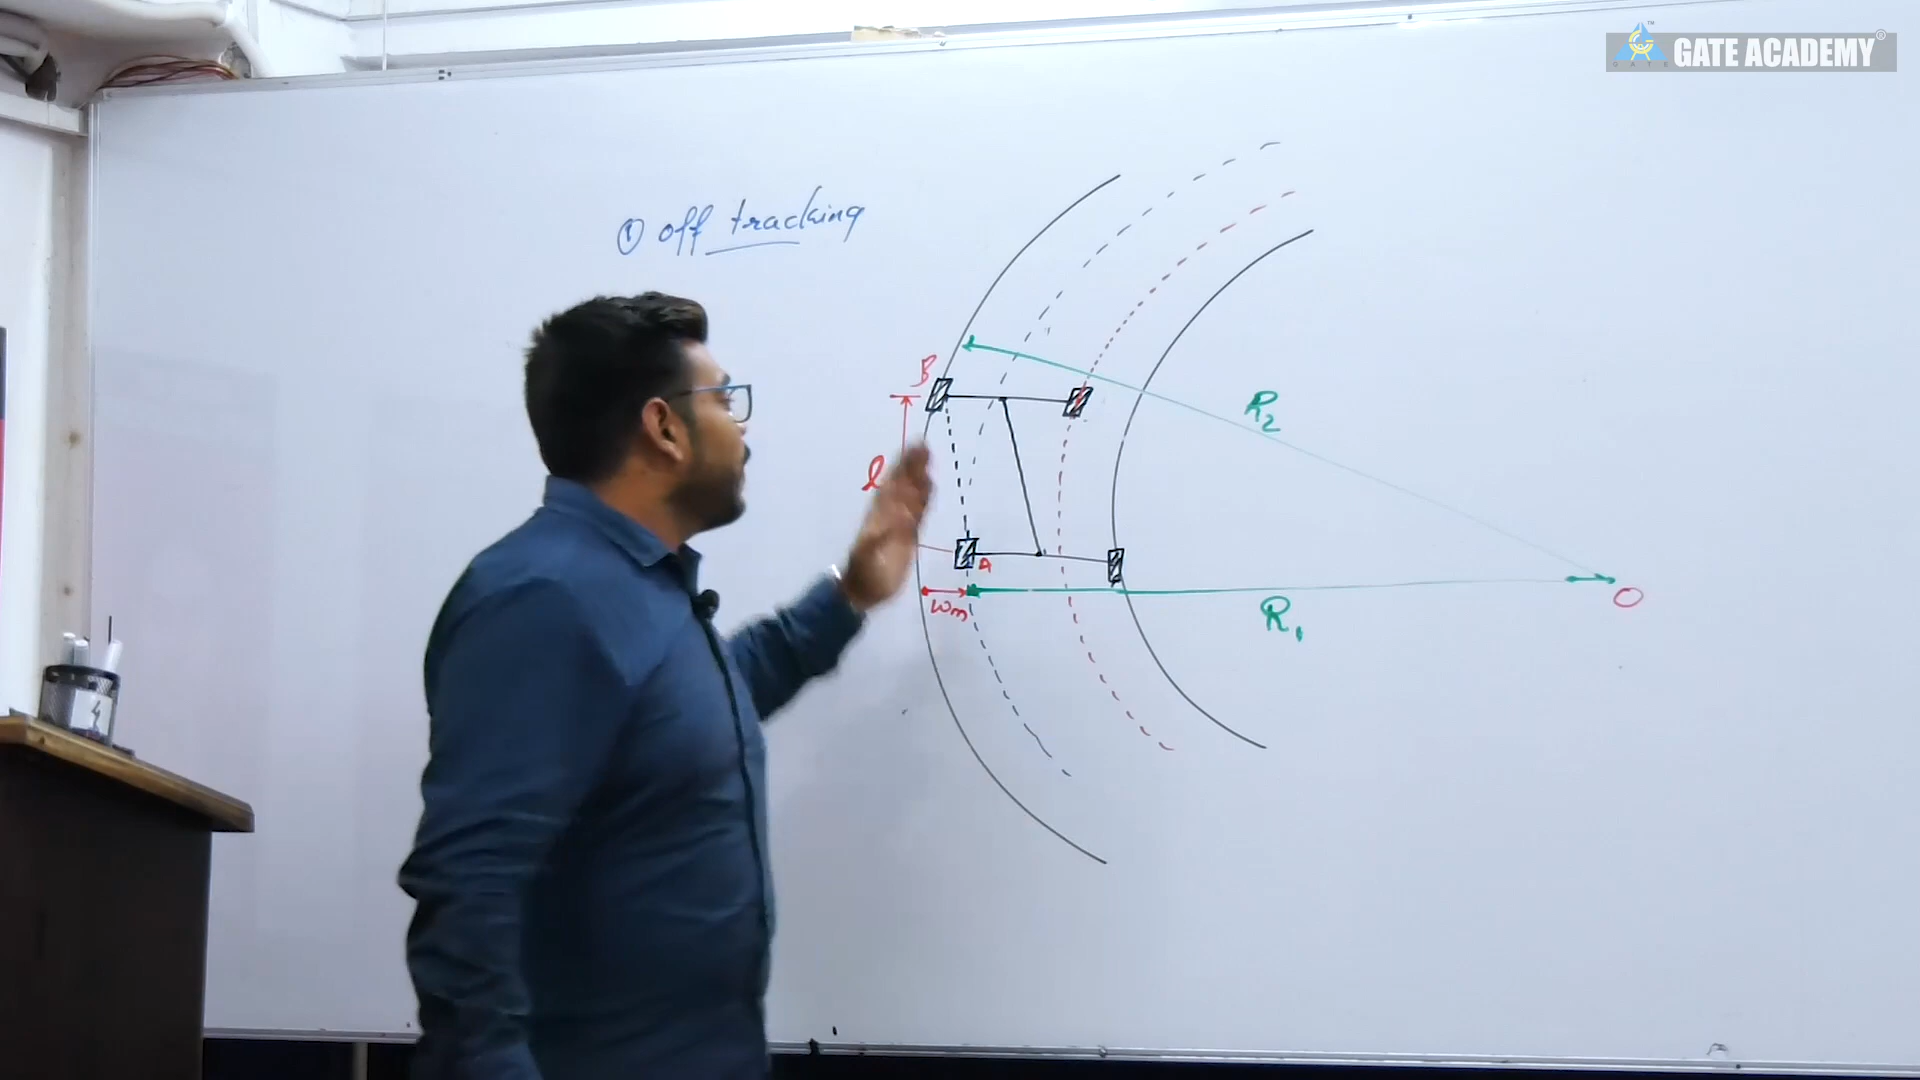 GATE ACADEMY
① off tracking
B
R2
l
A
Wm
R1
O